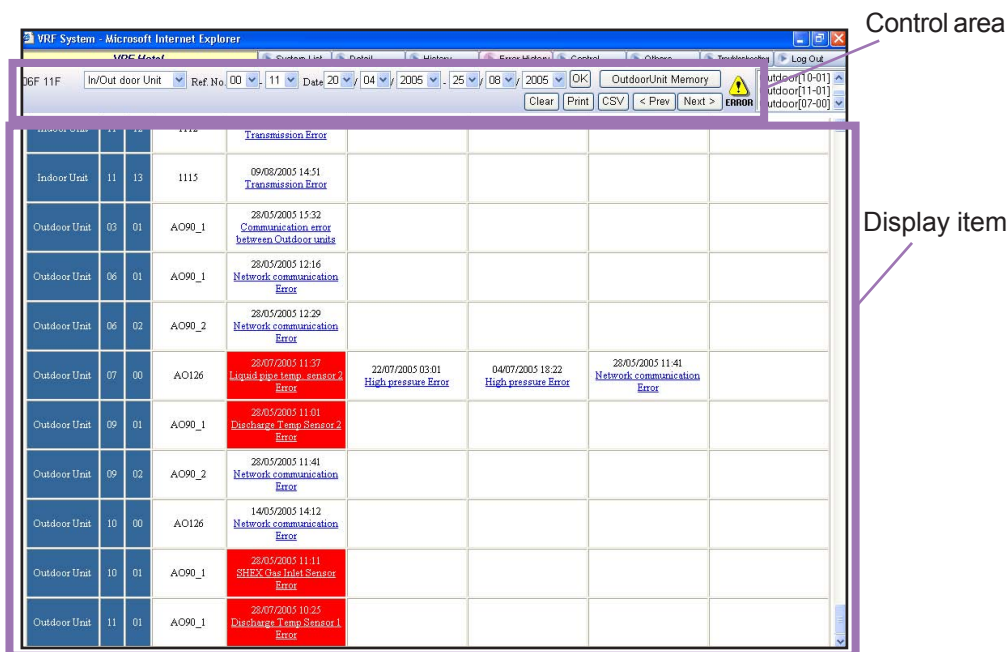 Control area
VRF System - Microsoft Internet Explorer
VRF Hotel System List Detail History Error History Control Others Troubleshooting Log Out
06F 11F In/Out door Unit Ref. No. 00 - 11 Date 20 / 04 / 2005 - 25 / 08 / 2005 OK OutdoorUnit Memory ERROR
Outdoor[10-01]
Outdoor[11-01]
Outdoor[07-00]
Clear Print CSV < Prev Next >
Indoor Unit 11 12 1112 Transmission Error
Indoor Unit 11 13 1115 09/08/2005 14:51
Transmission Error
Display item
Outdoor Unit 03 01 AO90_1 28/05/2005 15:32
Communication error
between Outdoor units
Outdoor Unit 06 01 AO90_1 28/05/2005 12:16
Network communication
Error
Outdoor Unit 06 02 AO90_2 28/05/2005 12:29
Network communication
Error
Outdoor Unit 07 00 AO126 28/07/2005 11:37
Liquid pipe temp. sensor 2
Error
22/07/2005 03:01
High pressure Error
04/07/2005 18:22
High pressure Error
28/05/2005 11:41
Network communication
Error
Outdoor Unit 09 01 AO90_1 28/05/2005 11:01
Discharge Temp Sensor 2
Error
Outdoor Unit 09 02 AO90_2 28/05/2005 11:41
Network communication
Error
Outdoor Unit 10 00 AO126 14/05/2005 14:12
Network communication
Error
Outdoor Unit 10 01 AO90_1 28/05/2005 11:11
SHEX Gas Inlet Sensor
Error
Outdoor Unit 11 01 AO90_1 28/07/2005 10:25
Discharge Temp Sensor 1
Error